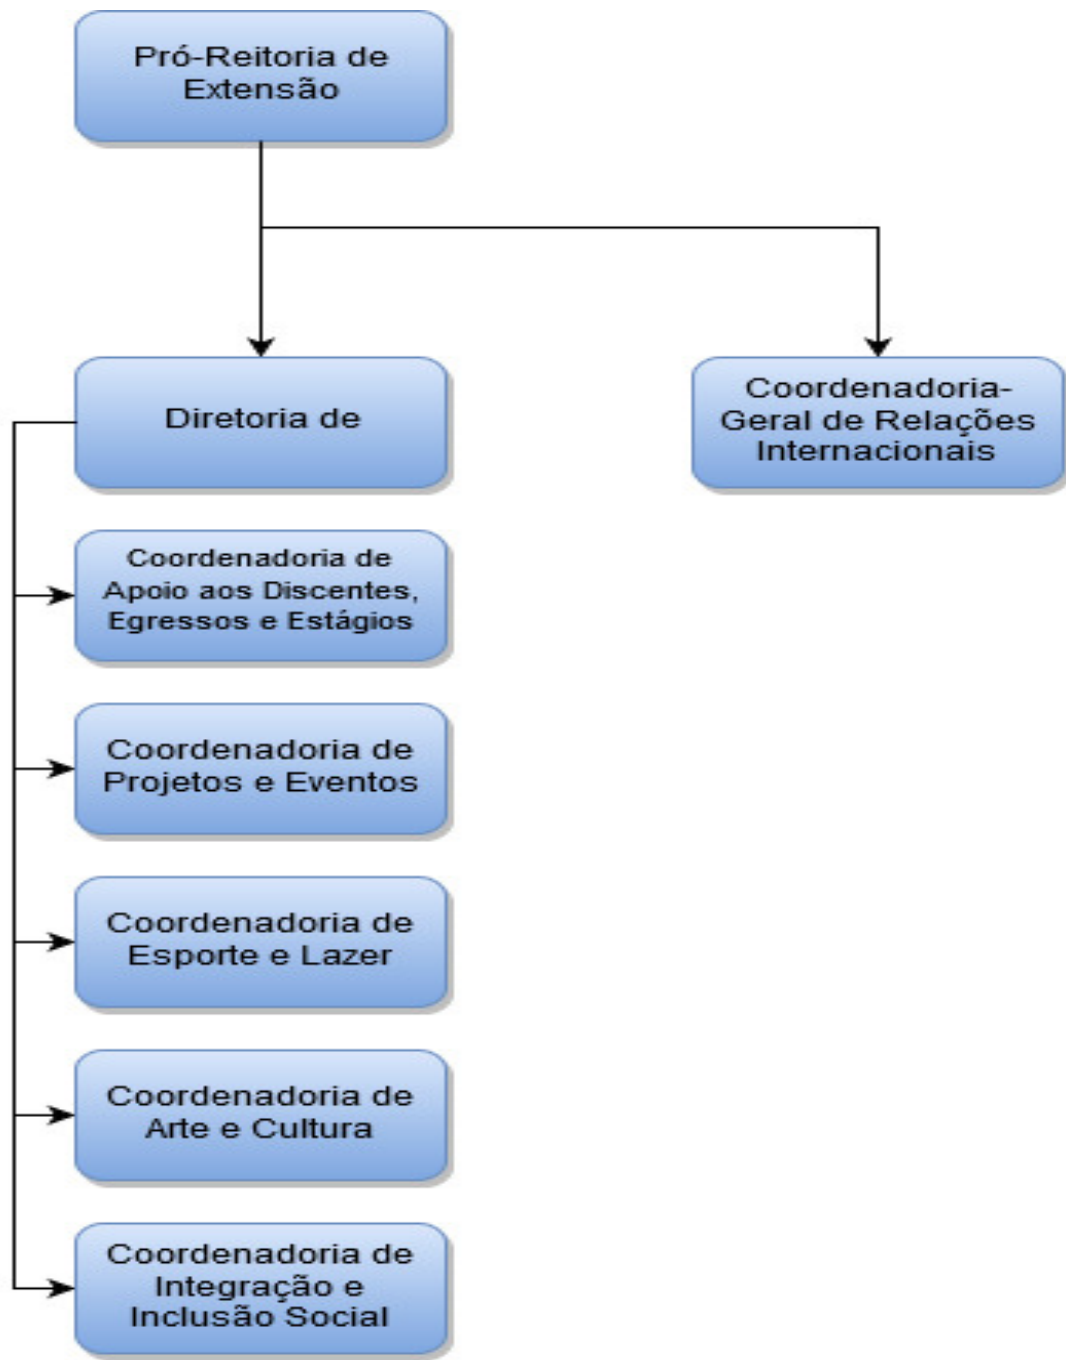 Pró-Reitoria de
Extensão
Diretoria de
Coordenadoria-
Geral de Relações
Internacionais
Coordenadoria de
Apoio aos Discentes,
Egressos e Estágios
Coordenadoria de
Projetos e Eventos
Coordenadoria de
Esporte e Lazer
Coordenadoria de
Arte e Cultura
Coordenadoria de
Integração e
Inclusão Social